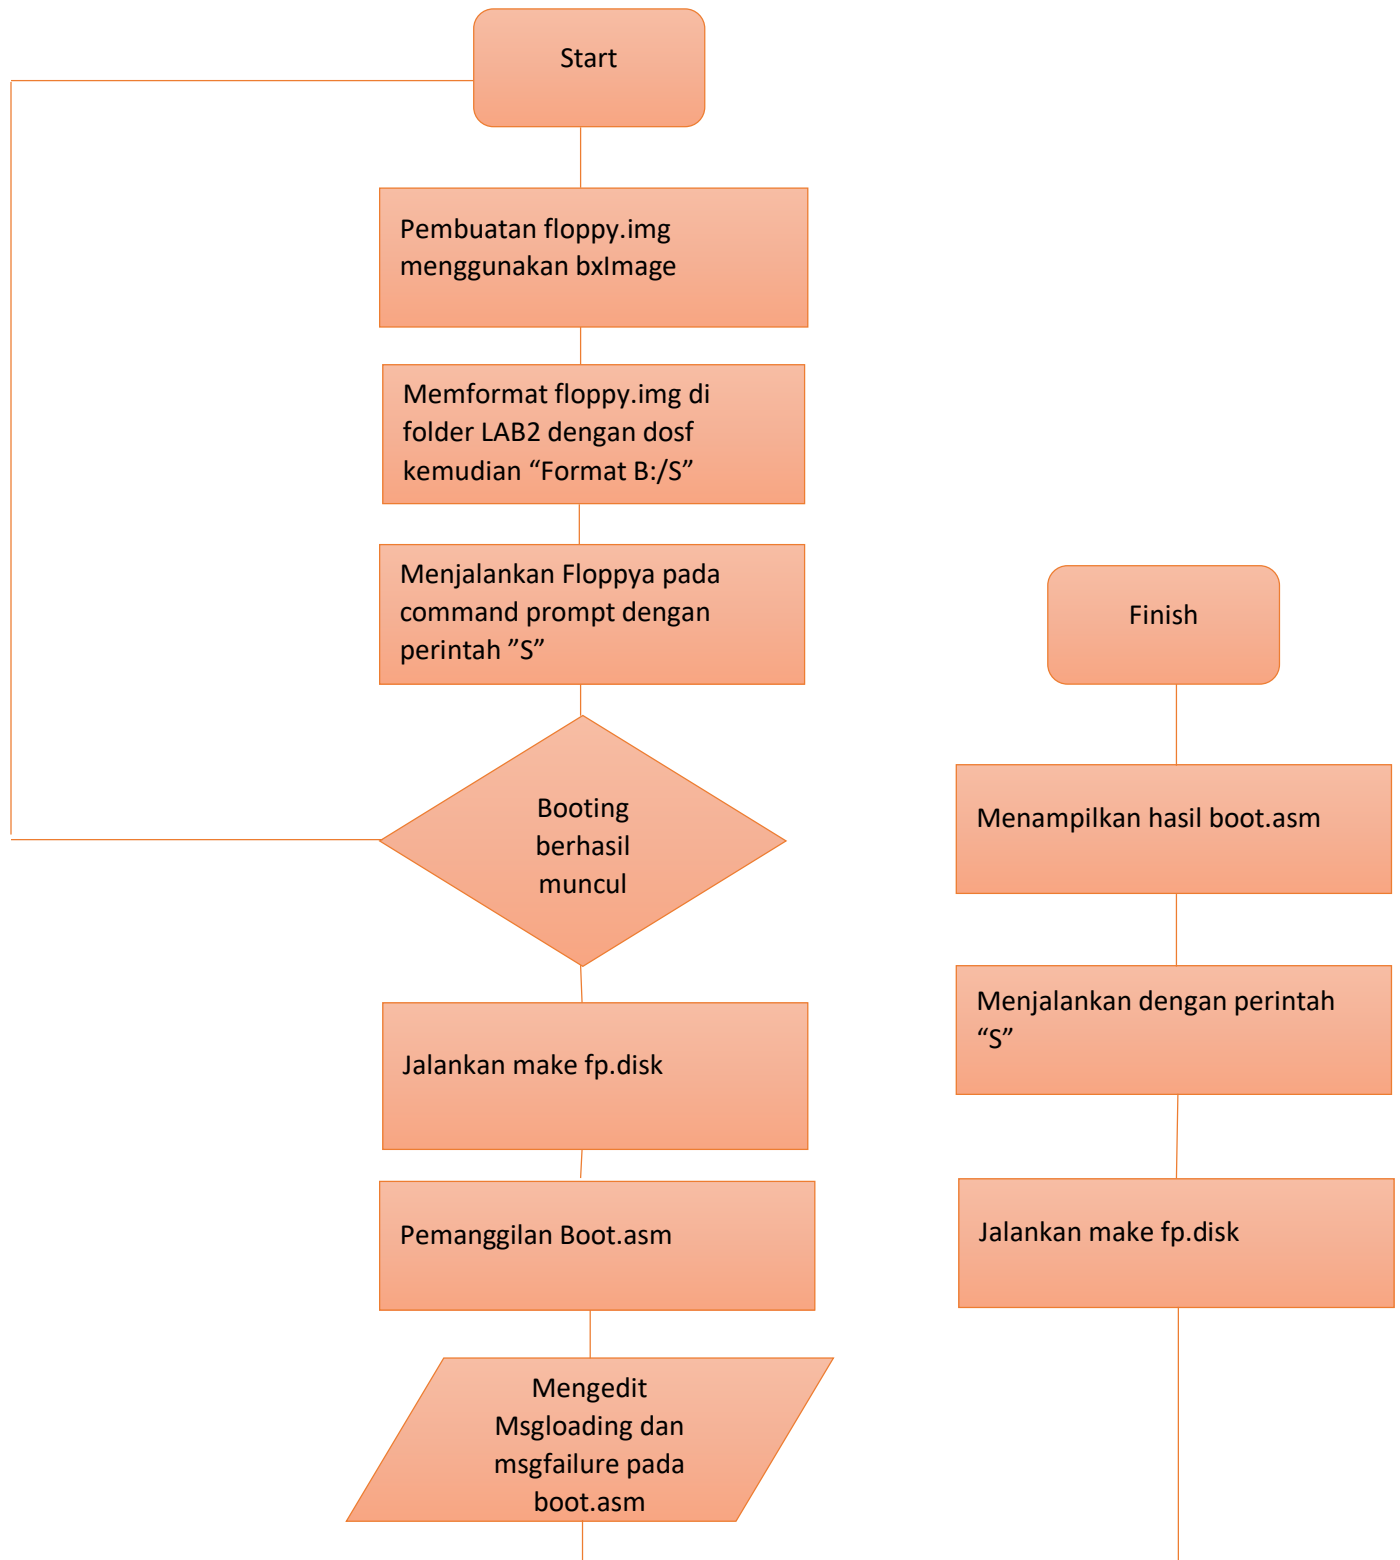 Start
Pembuatan floppy.img
menggunakan bxImage
Memformat floppy.img di
folder LAB2 dengan dosf
kemudian “Format B:/S”
Menjalankan Floppya pada
command prompt dengan
perintah ”S”
Booting
berhasil
muncul
Jalankan make fp.disk
Pemanggilan Boot.asm
Mengedit
Msgloading dan
msgfailure pada
boot.asm
Finish
Menampilkan hasil boot.asm
Menjalankan dengan perintah
“S”
Jalankan make fp.disk